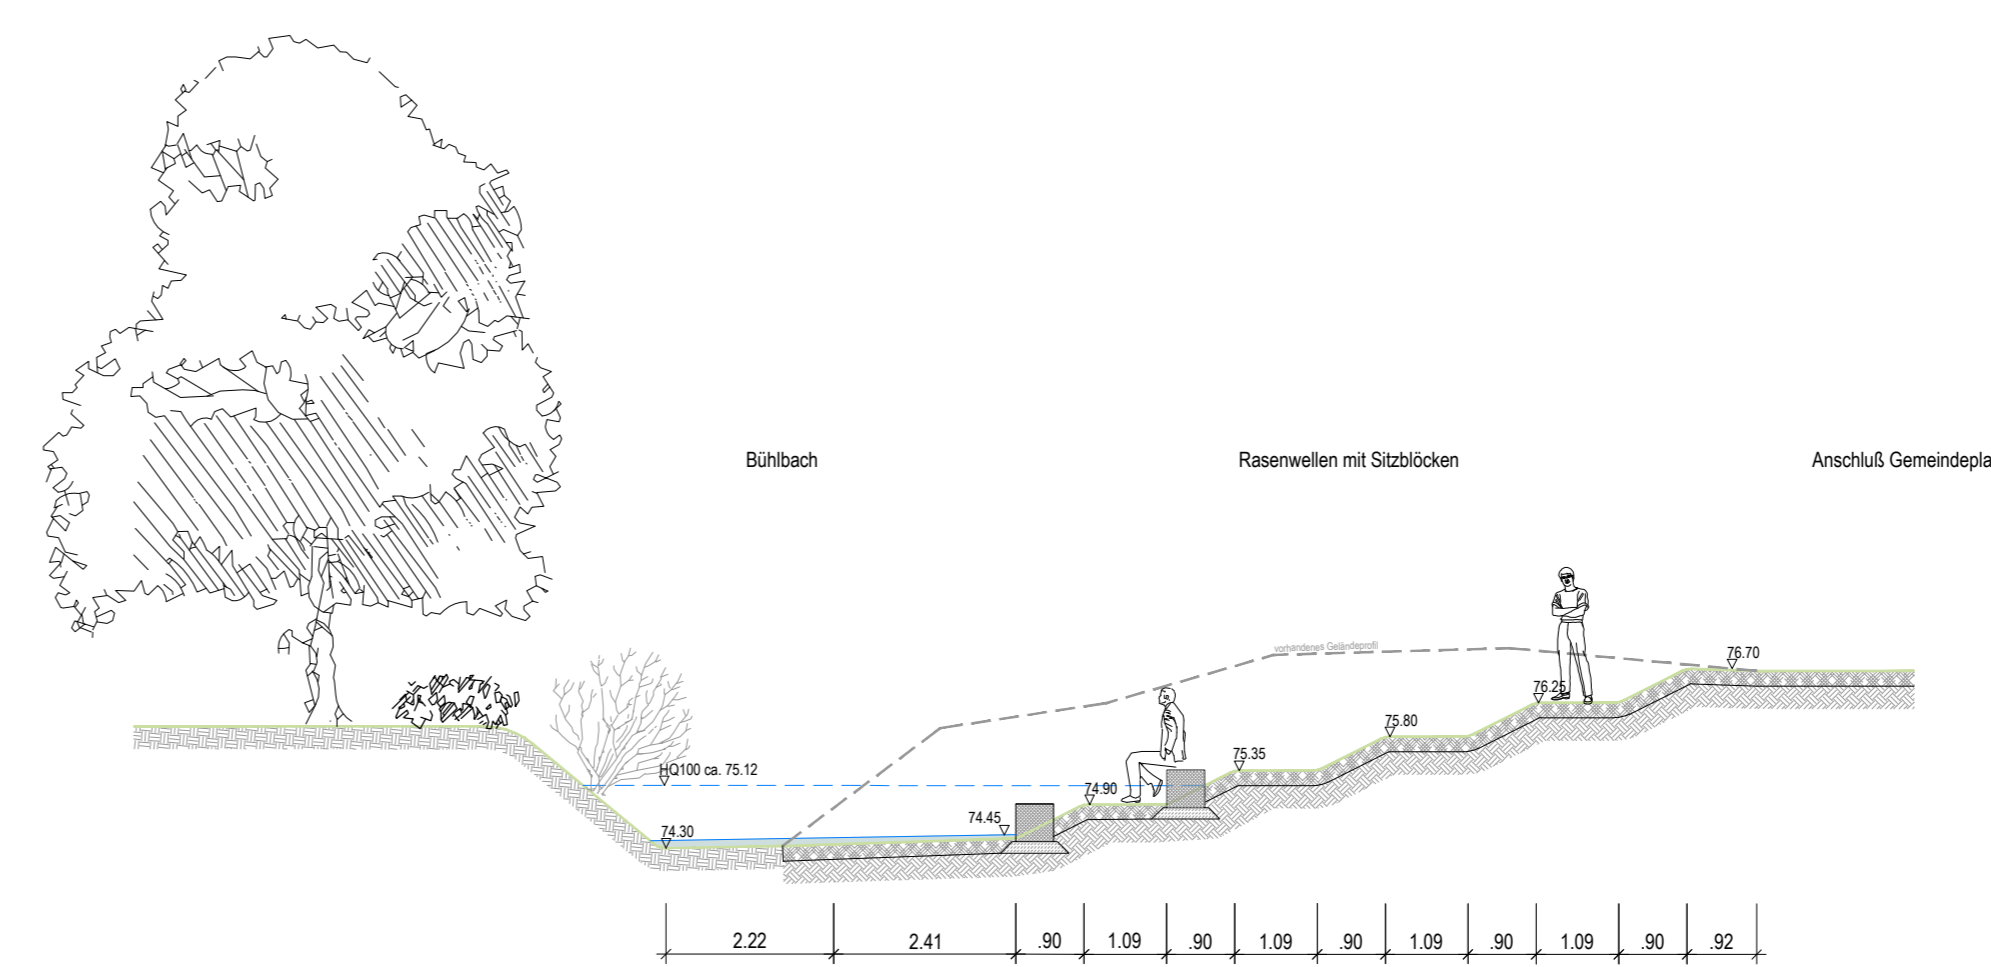 Bühlbach
Rasenwellen mit Sitzblöcken
Anschluß Gemeindepla
vorhandenes Geländeprofil
76.70
76.25
75.80
75.35
HQ100 ca. 75.12
74.90
74.45
74.30
2.22 2.41 .90 1.09 .90 1.09 .90 1.09 .90 1.09 .90 .92